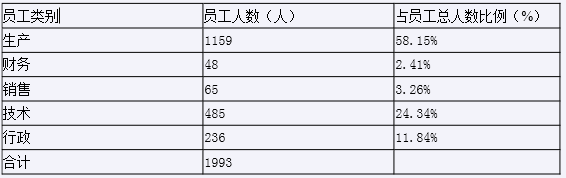 员工类别 员工人数（人） 占员工总人数比例（%）
生产 1159 58.15%
财务 48 2.41%
销售 65 3.26%
技术 485 24.34%
行政 236 11.84%
合计 1993